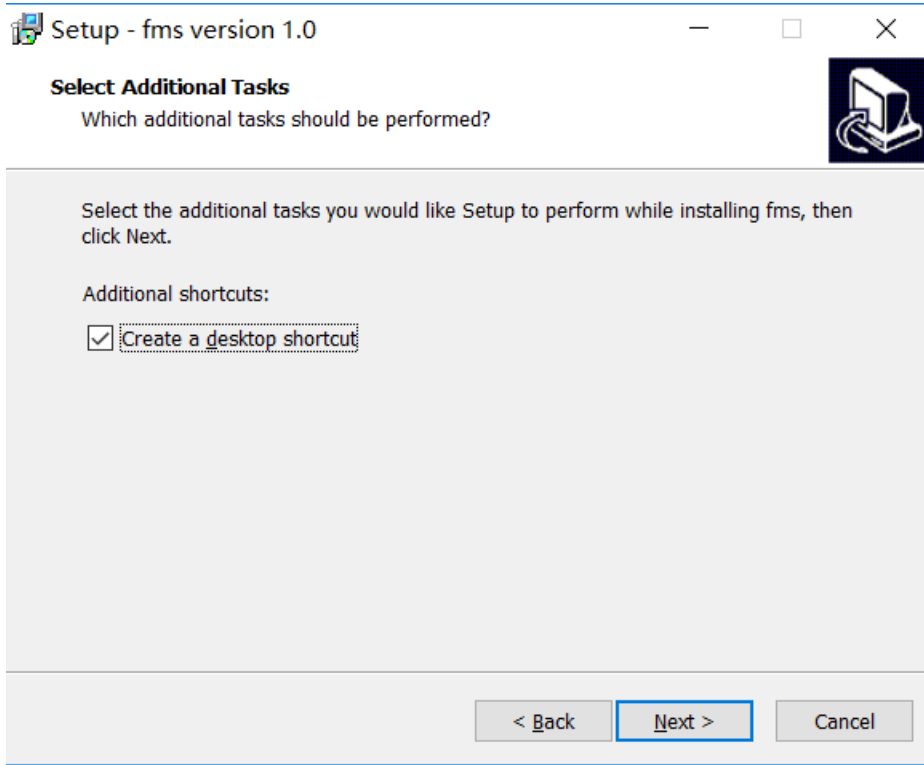 Setup - fms version 1.0
Select Additional Tasks
Which additional tasks should be performed?
Select the additional tasks you would like Setup to perform while installing fms, then
click Next.
Additional shortcuts:
Create a desktop shortcut
< Back Next > Cancel